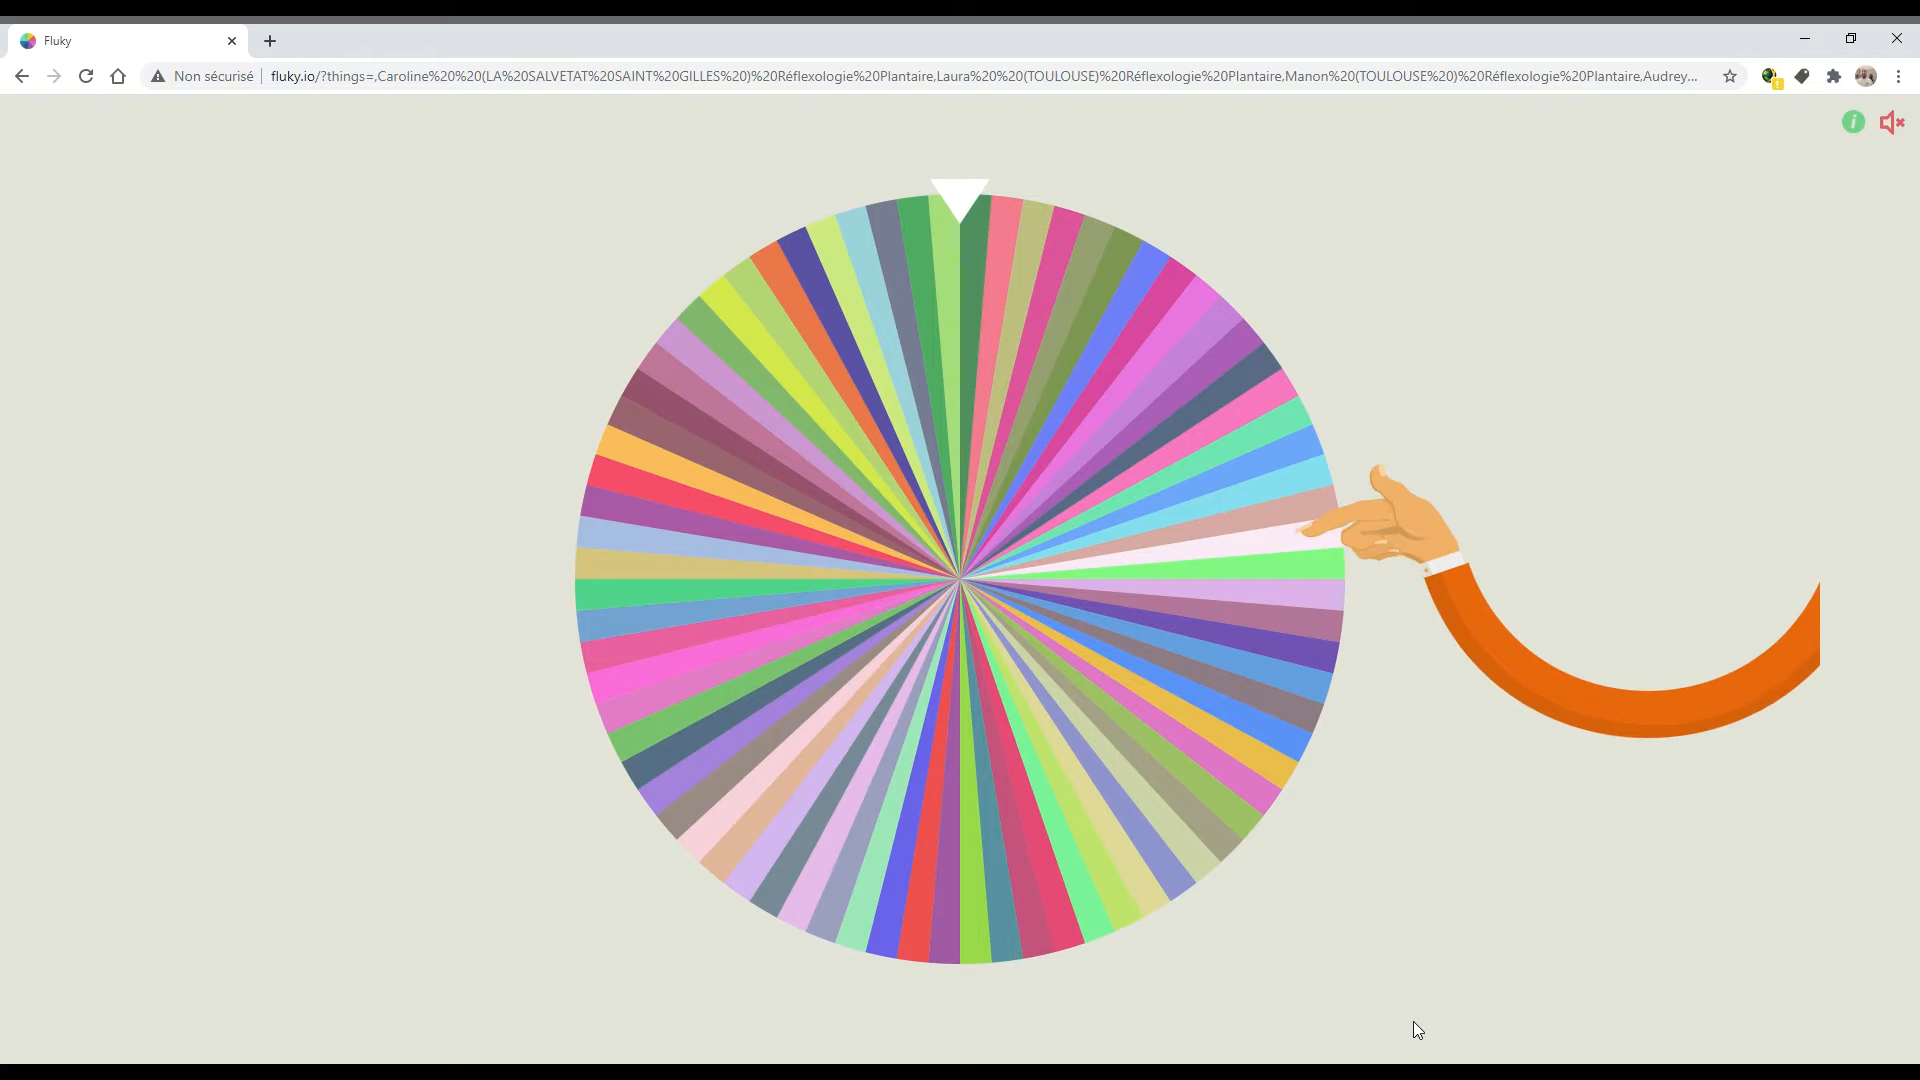 Fluky
Non sécurisé fluky.io/?things=,Caroline%20%20(LA%20SALVETAT%20SAINT%20GILLES%20)%20Réflexologie%20Plantaire,Laura%20%20(TOULOUSE)%20Réflexologie%20Plantaire,Manon%20(TOULOUSE%20)%20Réflexologie%20Plantaire,Audrey...
i